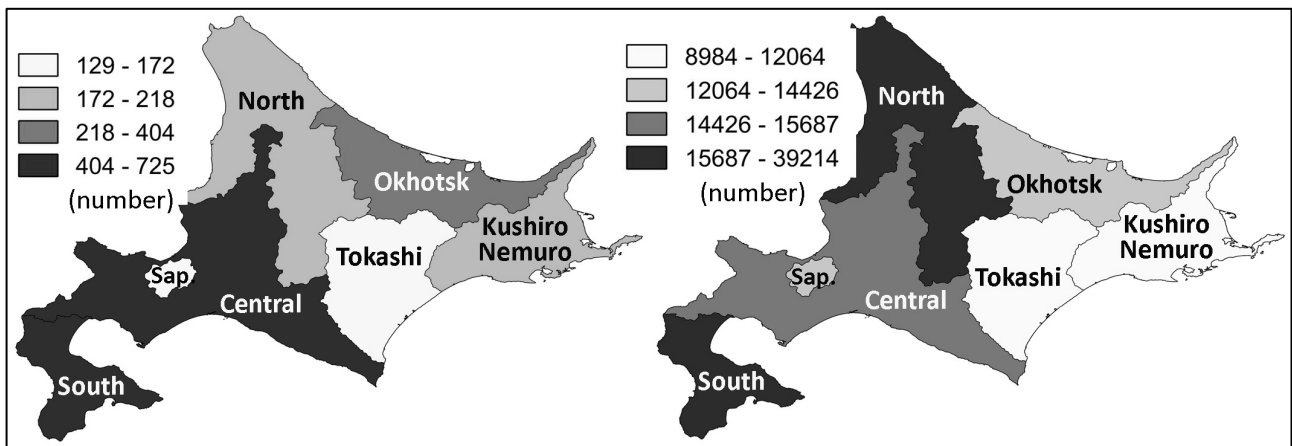 129 - 172
172 - 218
218 - 404
404 - 725
(number)
North
Okhotsk
Kushiro
Nemuro
Tokashi
Sap.
Central
South
8984 - 12064
12064 - 14426
14426 - 15687
15687 - 39214
(number)
North
Okhotsk
Kushiro
Nemuro
Tokashi
Sap.
Central
South